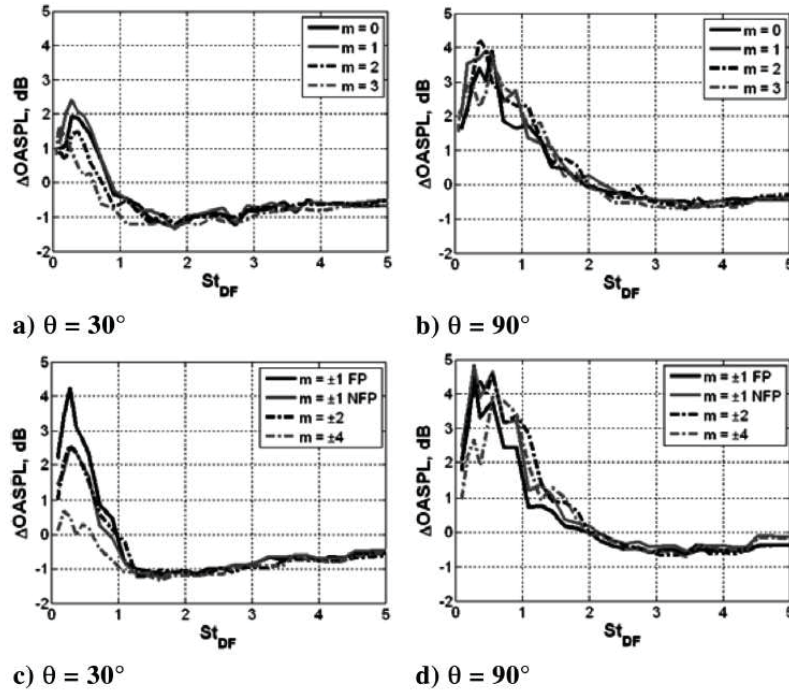 5
4
3
2
1
0
-1
-2
0 1 2 3 4 5
ΔOASPL, dB
St_DF
m = 0
m = 1
m = 2
m = 3
a) θ = 30°
5
4
3
2
1
0
-1
-2
0 1 2 3 4 5
ΔOASPL, dB
St_DF
m = 0
m = 1
m = 2
m = 3
b) θ = 90°
5
4
3
2
1
0
-1
-2
0 1 2 3 4 5
ΔOASPL, dB
St_DF
m = ±1 FP
m = ±1 NFP
m = ±2
m = ±4
c) θ = 30°
5
4
3
2
1
0
-1
-2
0 1 2 3 4 5
ΔOASPL, dB
St_DF
m = ±1 FP
m = ±1 NFP
m = ±2
m = ±4
d) θ = 90°